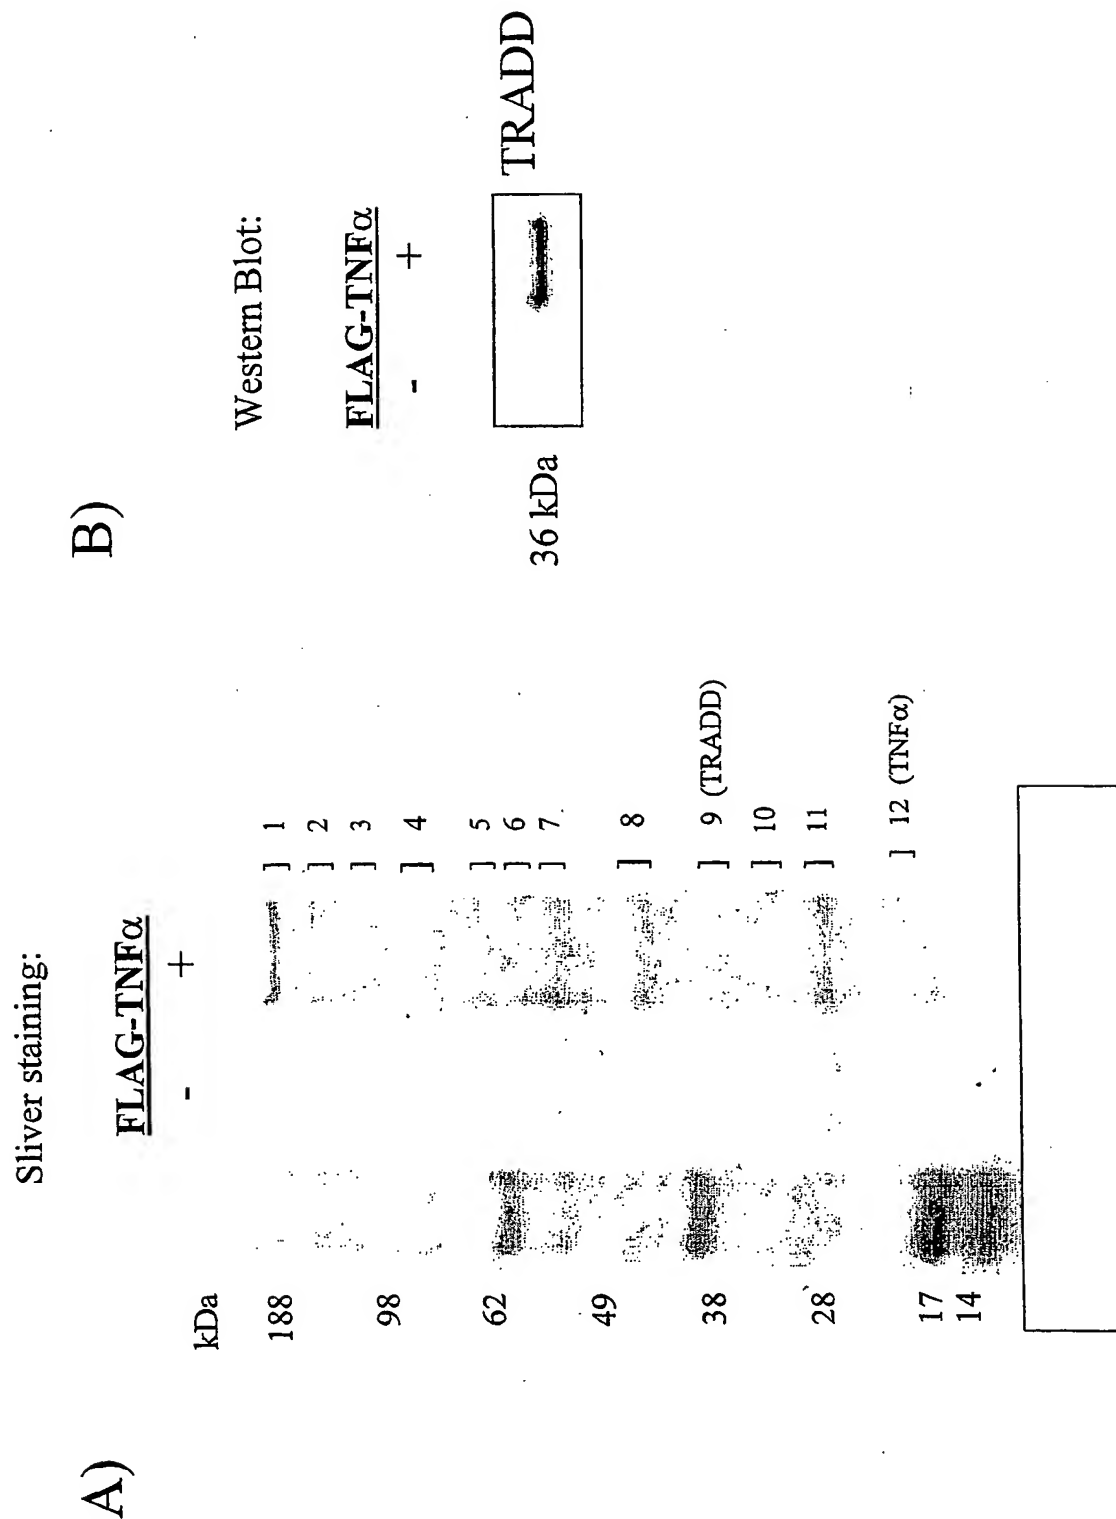 A)
Sliver staining:
FLAG-TNFα
- +
kDa
188
98
62
49
38
28
17
14
] 1
] 2
] 3
] 4
] 5
] 6
] 7
] 8
] 9 (TRADD)
] 10
] 11
] 12 (TNFα)
B)
Western Blot:
FLAG-TNFα
- +
36 kDa
TRADD